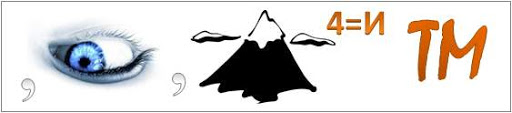 ,
, 4=И ТМ